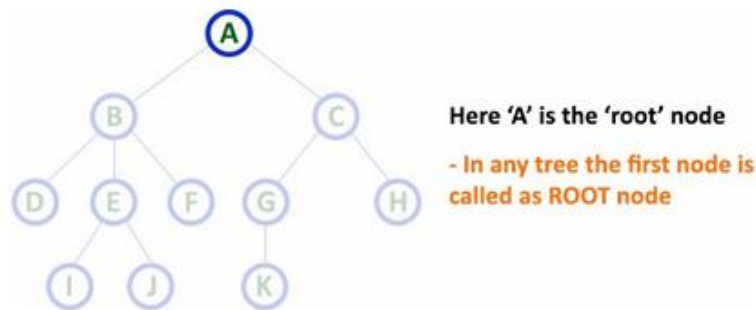 A
B C
Here ‘A’ is the ‘root’ node
- In any tree the first node is
called as ROOT node
D E F G H
I J K